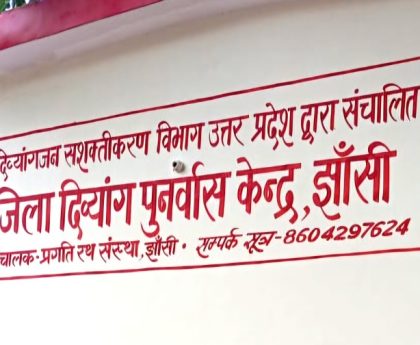 दिव्यांगजन सशक्तीकरण विभाग उत्तर प्रदेश द्वारा संचालित
जिला दिव्यांग पुनर्वास केन्द्र, झाँसी
चालक-प्रगति रथ संस्था, झाँसी • सम्पर्क सूत्र-8604297624